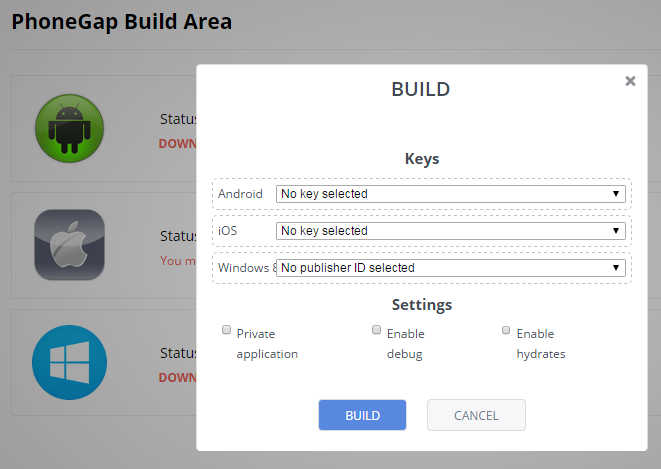 PhoneGap Build Area
BUILD
Keys
Android No key selected
iOS No key selected
Windows 8 No publisher ID selected
Settings
Private application
Enable debug
Enable hydrates
BUILD CANCEL
Status
DOWN
Status
You m
Status
DOWN